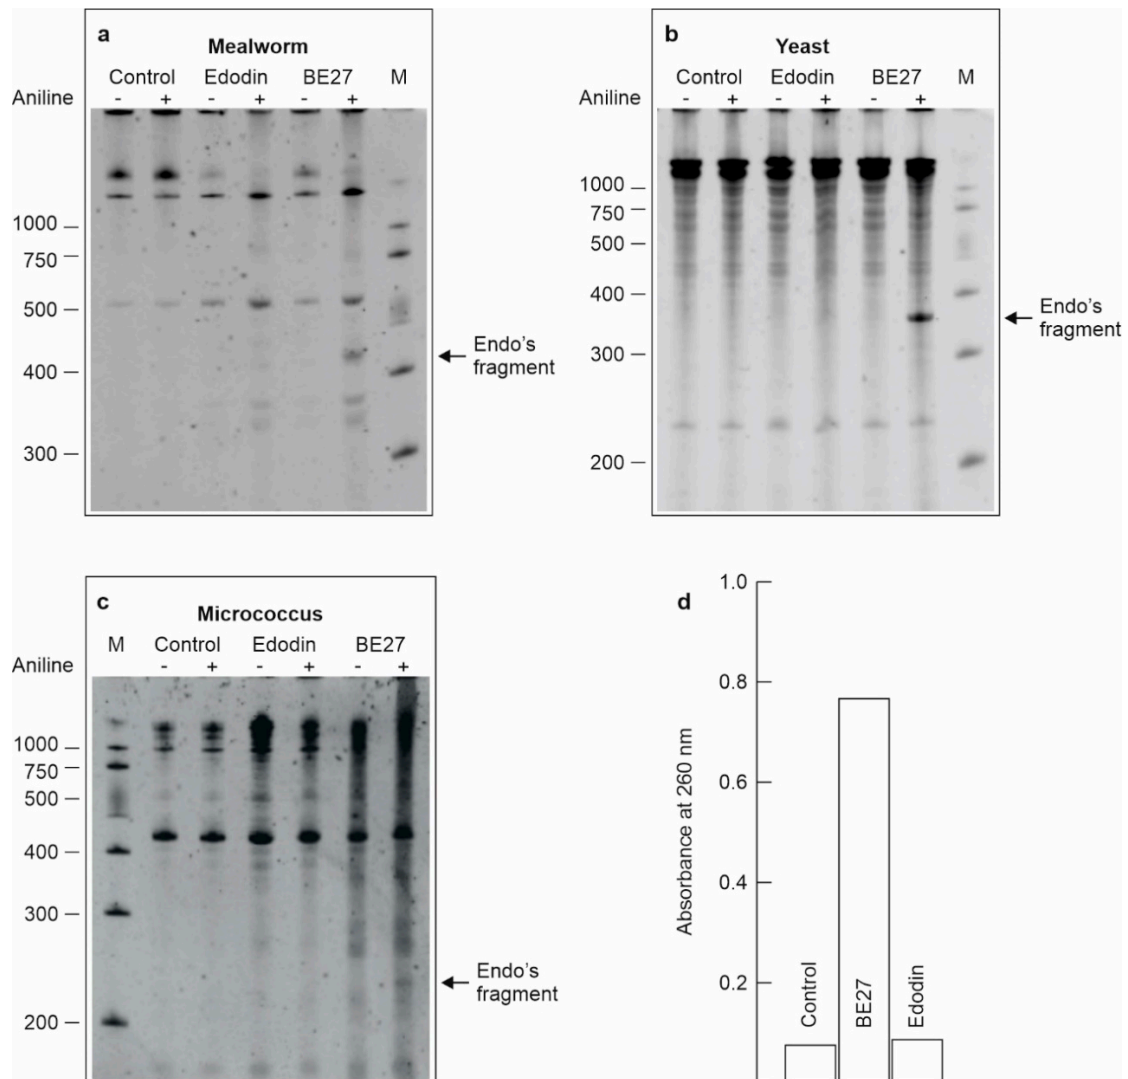 a
Mealworm
Control Edodin BE27 M
Aniline - + - + - +
1000
750
500
400
300
Endo's
fragment
b
Yeast
Control Edodin BE27 M
Aniline - + - + - +
1000
750
500
400
300
200
Endo's
fragment
c
Micrococcus
M Control Edodin BE27
Aniline - + - + - +
1000
750
500
400
300
200
Endo's
fragment
d
1.0
0.8
0.6
0.4
0.2
Absorbance at 260 nm
Control
BE27
Edodin